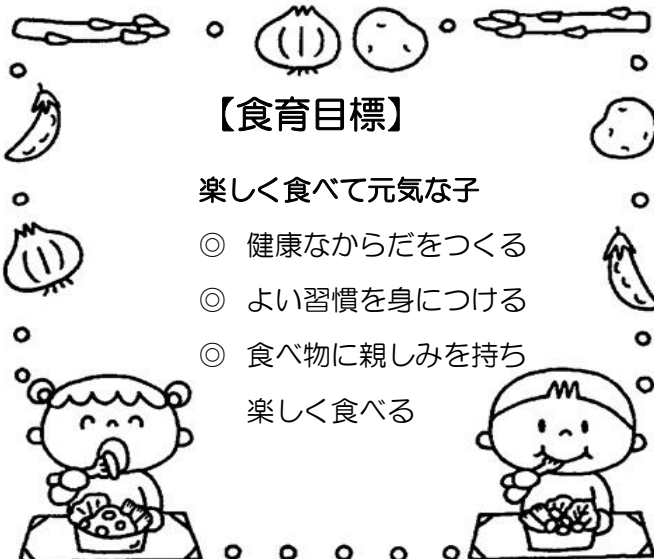 【食育目標】
楽しく食べて元気な子
◎ 健康なからだをつくる
◎ よい習慣を身につける
◎ 食べ物に親しみを持ち
楽しく食べる